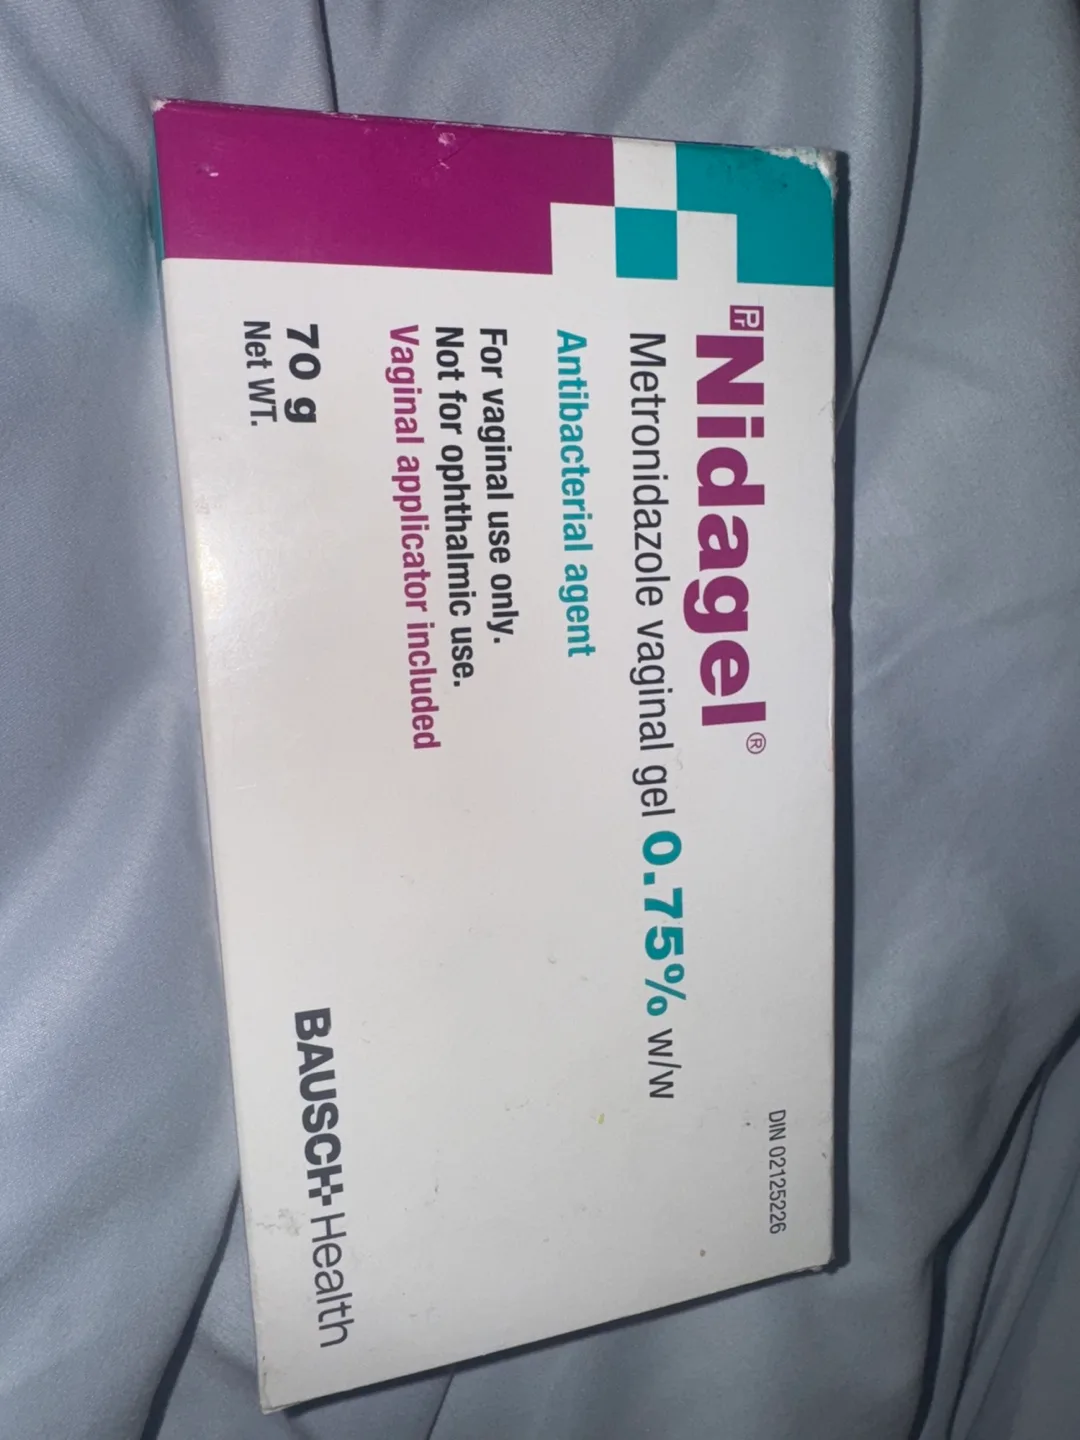 DIN 02125226
Pr Nidagel®
Metronidazole vaginal gel 0.75% w/w
Antibacterial agent
For vaginal use only.
Not for ophthalmic use.
Vaginal applicator included
70 g
Net WT.
BAUSCH Health